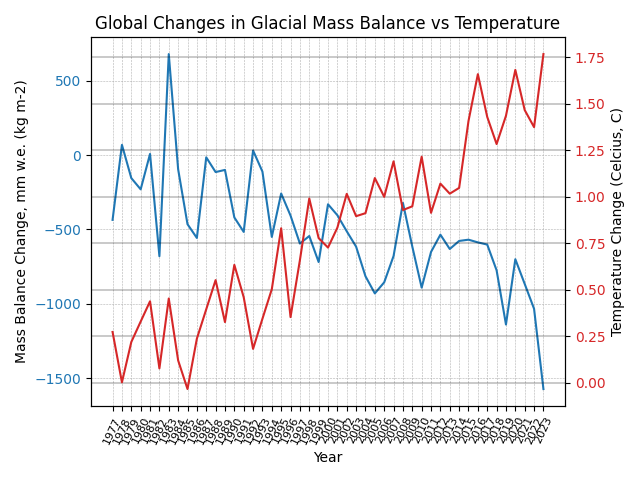 Global Changes in Glacial Mass Balance vs Temperature
Mass Balance Change, mm w.e. (kg m-2)
500
0
−500
−1000
−1500
1.75
1.50
1.25
1.00
0.75
0.50
0.25
0.00
Temperature Change (Celcius, C)
1977 1978 1979 1980 1981 1982 1983 1984 1985 1986 1987 1988 1989 1990 1991 1992 1993 1994 1995 1996 1997 1998 1999 2000 2001 2002 2003 2004 2005 2006 2007 2008 2009 2010 2011 2012 2013 2014 2015 2016 2017 2018 2019 2020 2021 2022 2023
Year